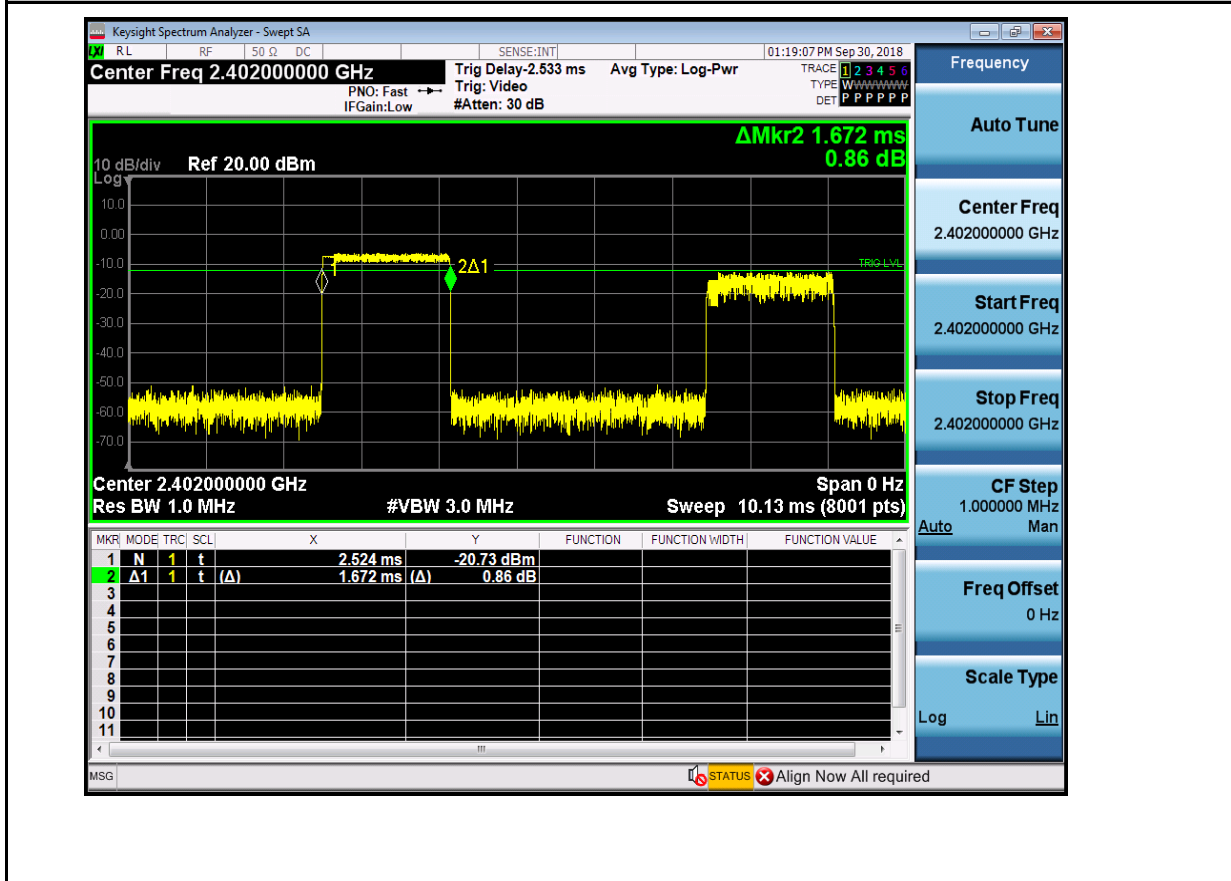 Keysight Spectrum Analyzer - Swept SA
LXI RL RF 50 Ω DC SENSE:INT 01:19:07 PM Sep 30, 2018
Center Freq 2.402000000 GHz
PNO: Fast
IFGain:Low
Trig Delay-2.533 ms
Trig: Video
#Atten: 30 dB
Avg Type: Log-Pwr
TRACE 1 2 3 4 5 6
TYPE WWWWWW
DET P P P P P P
ΔMkr2 1.672 ms
0.86 dB
10 dB/div Ref 20.00 dBm
Log
10.0
0.00
-10.0
-20.0
-30.0
-40.0
-50.0
-60.0
-70.0
2Δ1
TRIG LVL
Center 2.402000000 GHz Span 0 Hz
Res BW 1.0 MHz #VBW 3.0 MHz Sweep 10.13 ms (8001 pts)
MKR MODE TRC SCL X Y FUNCTION FUNCTION WIDTH FUNCTION VALUE
1 N 1 t 2.524 ms -20.73 dBm
2 Δ1 1 t (Δ) 1.672 ms (Δ) 0.86 dB
3
4
5
6
7
8
9
10
11
MSG STATUS Align Now All required
Frequency
Auto Tune
Center Freq
2.402000000 GHz
Start Freq
2.402000000 GHz
Stop Freq
2.402000000 GHz
CF Step
1.000000 MHz
Auto Man
Freq Offset
0 Hz
Scale Type
Log Lin